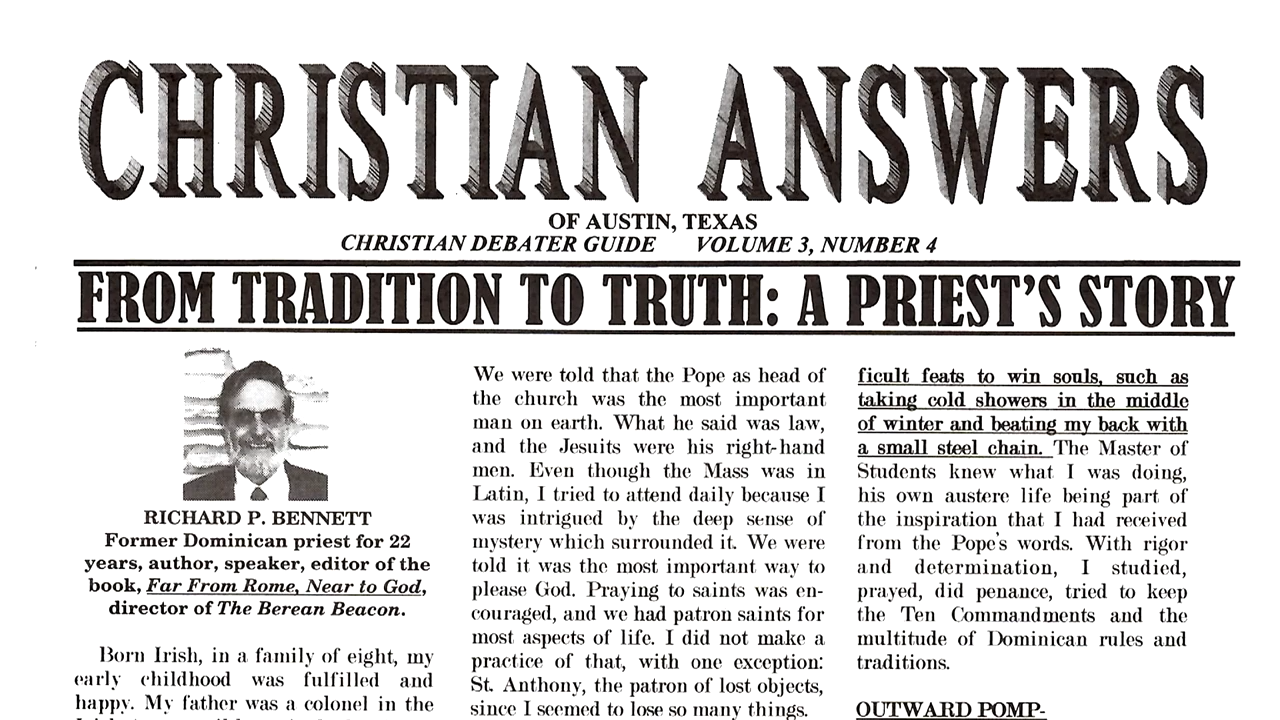 CHRISTIAN ANSWERS
OF AUSTIN, TEXAS
CHRISTIAN DEBATER GUIDE VOLUME 3, NUMBER 4
FROM TRADITION TO TRUTH: A PRIEST'S STORY
RICHARD P. BENNETT
Former Dominican priest for 22
years, author, speaker, editor of the
book, Far From Rome, Near to God,
director of The Berean Beacon.
Born Irish, in a family of eight, my
early childhood was fulfilled and
happy. My father was a colonel in the
We were told that the Pope as head of
the church was the most important
man on earth. What he said was law,
and the Jesuits were his right-hand
men. Even though the Mass was in
Latin, I tried to attend daily because I
was intrigued by the deep sense of
mystery which surrounded it. We were
told it was the most important way to
please God. Praying to saints was en-
couraged, and we had patron saints for
most aspects of life. I did not make a
practice of that, with one exception:
St. Anthony, the patron of lost objects,
since I seemed to lose so many things.
ficult feats to win souls, such as
taking cold showers in the middle
of winter and beating my back with
a small steel chain. The Master of
Students knew what I was doing,
his own austere life being part of
the inspiration that I had received
from the Pope's words. With rigor
and determination, I studied,
prayed, did penance, tried to keep
the Ten Commandments and the
multitude of Dominican rules and
traditions.
OUTWARD POMP-